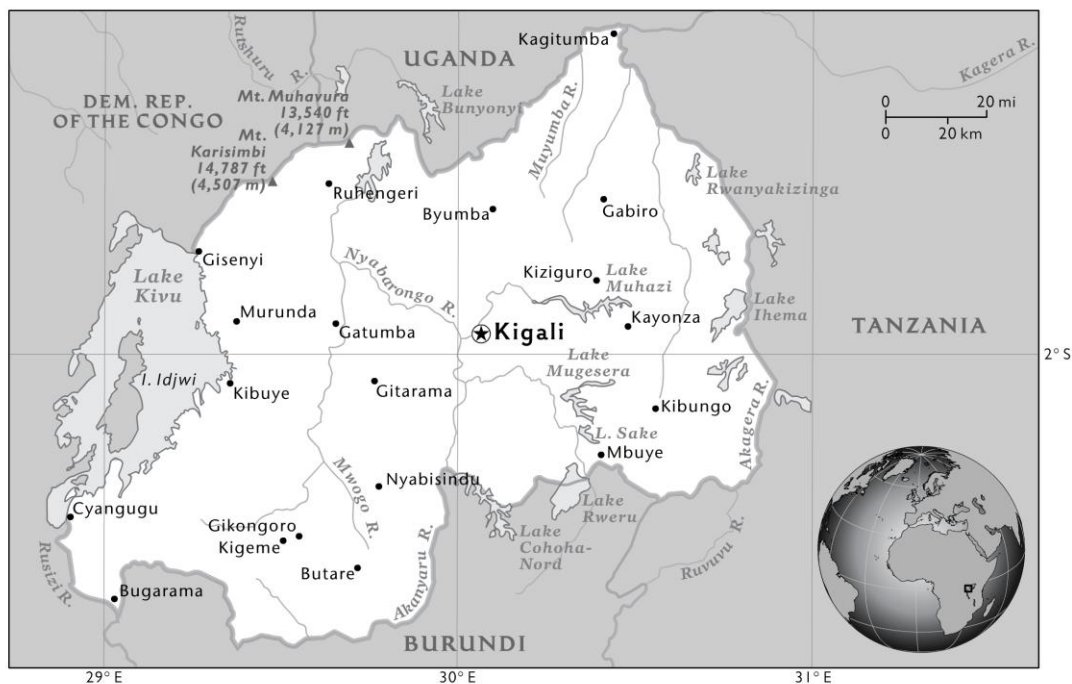 Kagitumba
Rutshuru R.
UGANDA
Kagera R.
DEM. REP.
OF THE CONGO
Mt. Muhavura
13,540 ft
(4,127 m)
Lake
Bunyonyi
0 20 mi
0 20 km
Mt.
Karisimbi
14,787 ft
(4,507 m)
Muyumba R.
Lake
Rwanyakizinga
Ruhengeri
Byumba
Gabiro
Gisenyi
Lake
Kivu
Nyabarongo R.
Kiziguro
Lake
Muhazi
Murunda
Gatumba
Kigali
Kayonza
Lake
Ihema
TANZANIA
2° S
Lake
Mugesera
I. Idjwi
Kibuye
Gitarama
Kibungo
Akagera R.
L. Sake
Mbuye
Mwogo R.
Nyabisindu
Cyangugu
Lake
Rweru
Gikongoro
Kigeme
Lake
Cohoha-
Nord
Ruvuvu R.
Rusizi R.
Butare
Akanyaru R.
Bugarama
BURUNDI
29° E
30° E
31° E